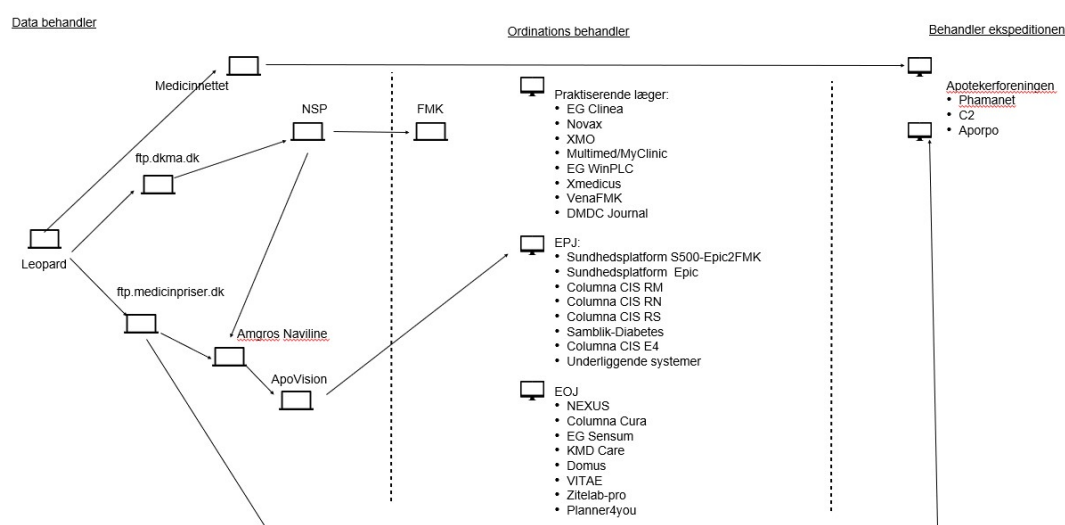 Data behandler
Ordinations behandler
Behandler ekspeditionen
Medicinnettet
NSP
FMK
ftp.dkma.dk
Leopard
ftp.medicinpriser.dk
Amgros Naviline
ApoVision
Praktiserende læger:
• EG Clinea
• Novax
• XMO
• Multimed/MyClinic
• EG WinPLC
• Xmedicus
• VenaFMK
• DMDC Journal
EPJ:
• Sundhedsplatform S500-Epic2FMK
• Sundhedsplatform Epic
• Columna CIS RM
• Columna CIS RN
• Columna CIS RS
• Samblik-Diabetes
• Columna CIS E4
• Underliggende systemer
EOJ
• NEXUS
• Columna Cura
• EG Sensum
• KMD Care
• Domus
• VITAE
• Zitelab-pro
• Planner4you
Apotekerforeningen
• Phamanet
• C2
• Aporpo